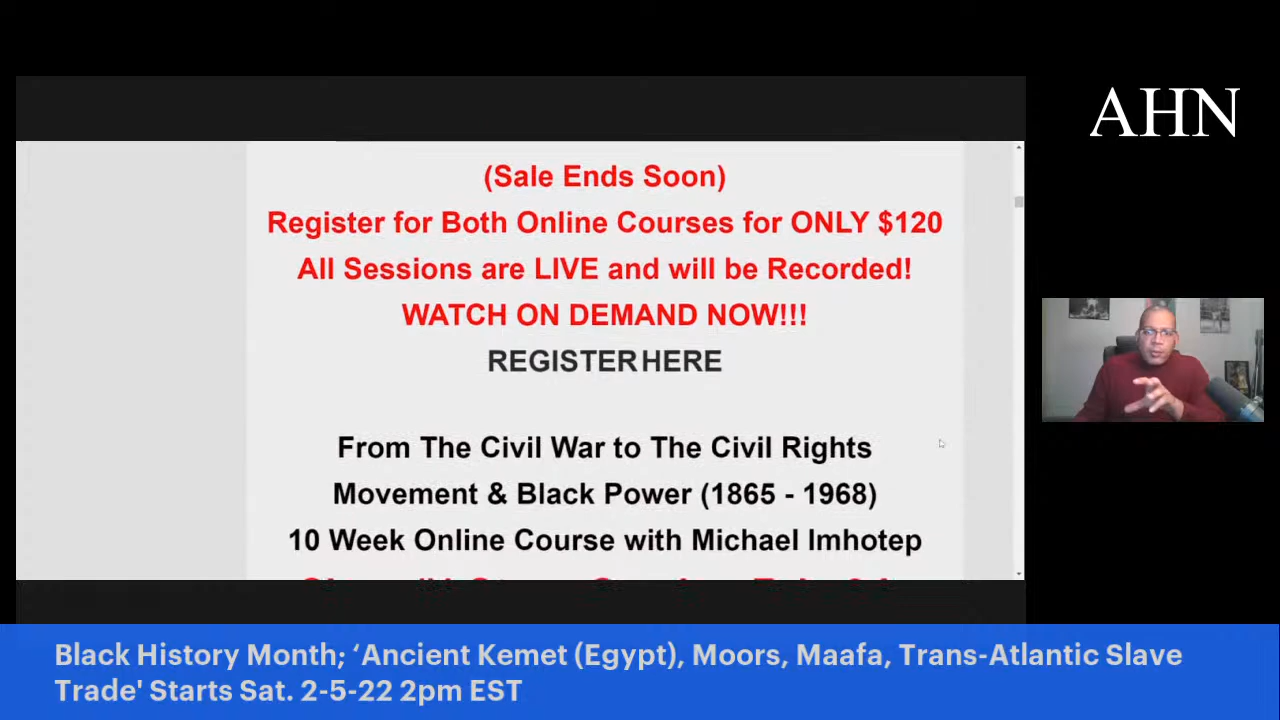 AHN
(Sale Ends Soon)
Register for Both Online Courses for ONLY $120
All Sessions are LIVE and will be Recorded!
WATCH ON DEMAND NOW!!!
REGISTER HERE
From The Civil War to The Civil Rights
Movement & Black Power (1865 - 1968)
10 Week Online Course with Michael Imhotep
Black History Month; ‘Ancient Kemet (Egypt), Moors, Maafa, Trans-Atlantic Slave
Trade' Starts Sat. 2-5-22 2pm EST